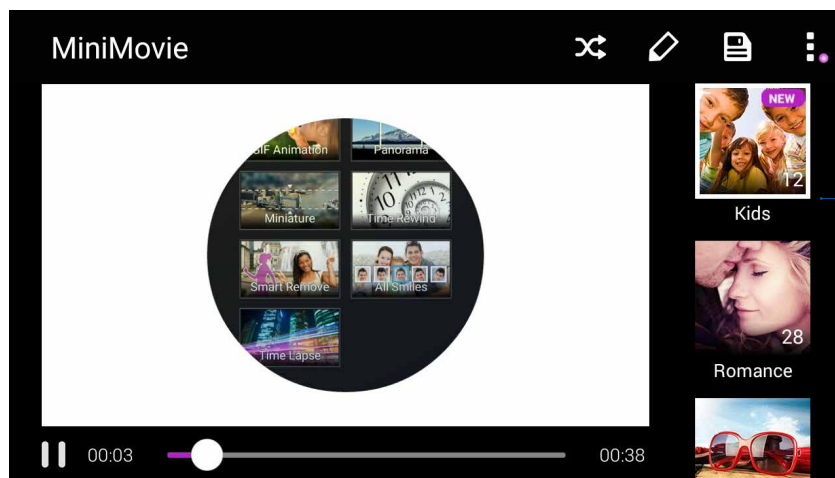 MiniMovie
GIF Animation
Panorama
Miniature
Time Rewind
Smart Remove
All Smiles
Time Lapse
00:03
00:38
NEW
12
Kids
28
Romance